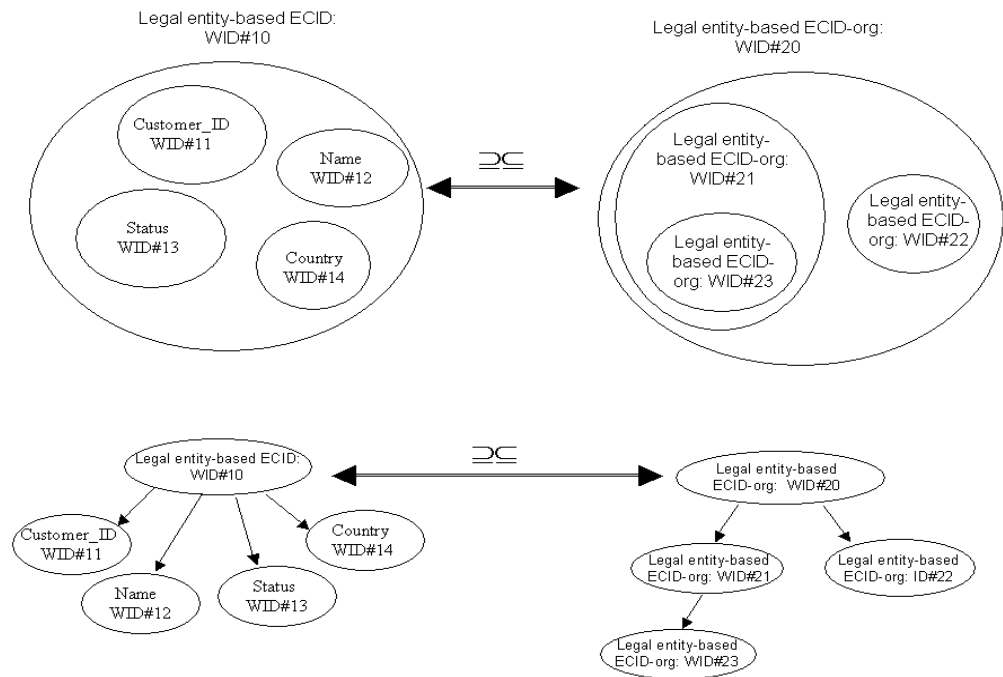 Legal entity-based ECID:
WID#10
Legal entity-based ECID-org:
WID#20
Customer_ID
WID#11
Name
WID#12
Status
WID#13
Country
WID#14
⊇⊆
Legal entity-
based ECID-org:
WID#21
Legal entity-
based ECID-
org: WID#23
Legal entity-
based ECID-
org: WID#22
Legal entity-based ECID:
WID#10
⊇⊆
Legal entity-based
ECID-org: WID#20
Customer_ID
WID#11
Name
WID#12
Status
WID#13
Country
WID#14
Legal entity-based
ECID-org: WID#21
Legal entity-based
ECID-org: ID#22
Legal entity-based
ECID-org: WID#23